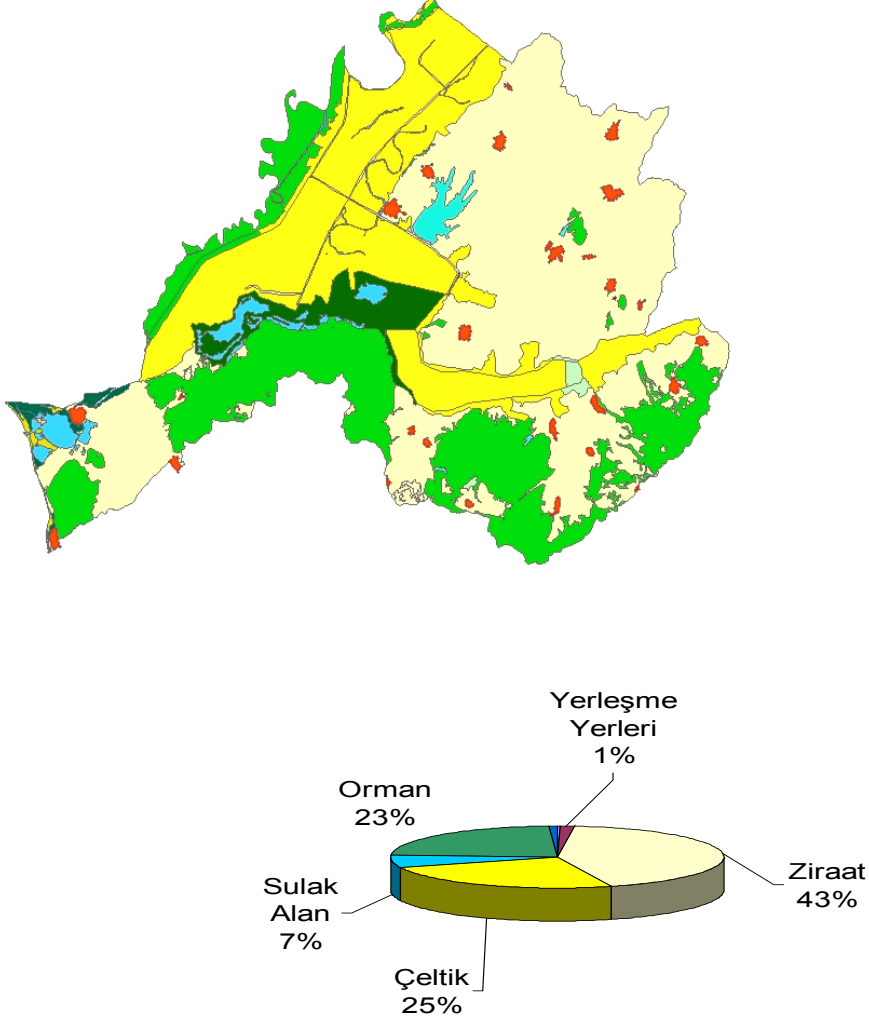 Yerleşme
Yerleri
1%
Orman
23%
Ziraat
43%
Sulak
Alan
7%
Çeltik
25%